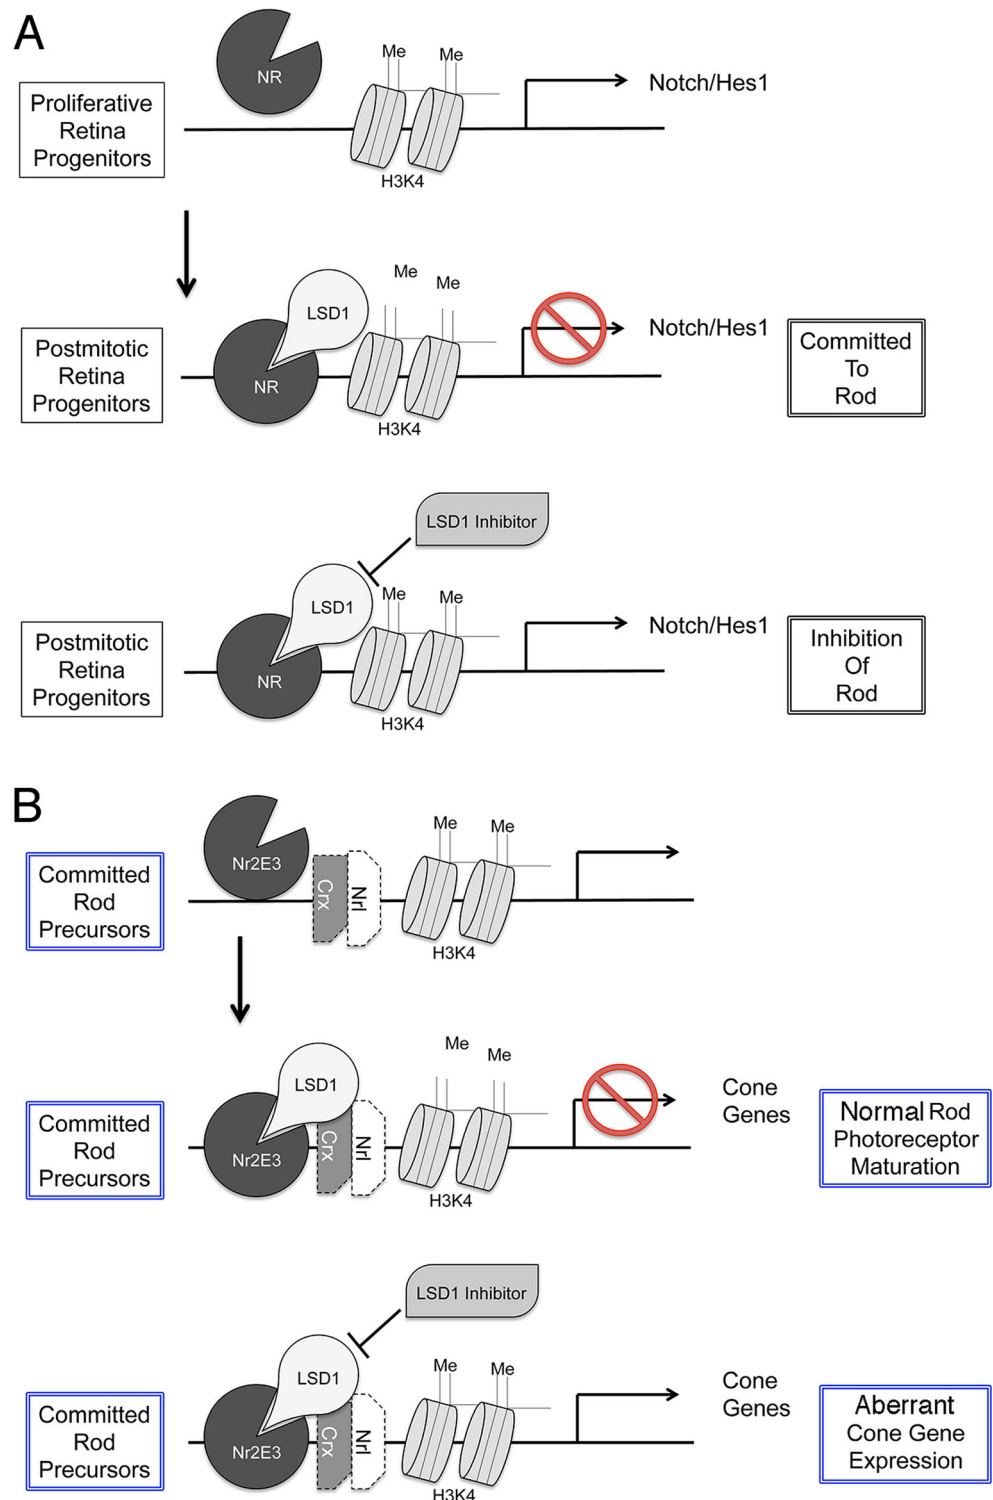 A
NR
Me
Me
Notch/Hes1
Proliferative
Retina
Progenitors
H3K4
LSD1
Me
Me
Notch/Hes1
Postmitotic
Retina
Progenitors
NR
H3K4
Committed
To
Rod
LSD1 Inhibitor
LSD1
Me
Me
Notch/Hes1
Postmitotic
Retina
Progenitors
NR
H3K4
Inhibition
Of
Rod
B
Nr2E3
Crx
Nrl
Me
Me
Committed
Rod
Precursors
H3K4
LSD1
Me
Me
Cone
Genes
Committed
Rod
Precursors
Nr2E3
Crx
Nrl
H3K4
Normal Rod
Photoreceptor
Maturation
LSD1 Inhibitor
LSD1
Me
Me
Cone
Genes
Committed
Rod
Precursors
Nr2E3
Crx
Nrl
H3K4
Aberrant
Cone Gene
Expression